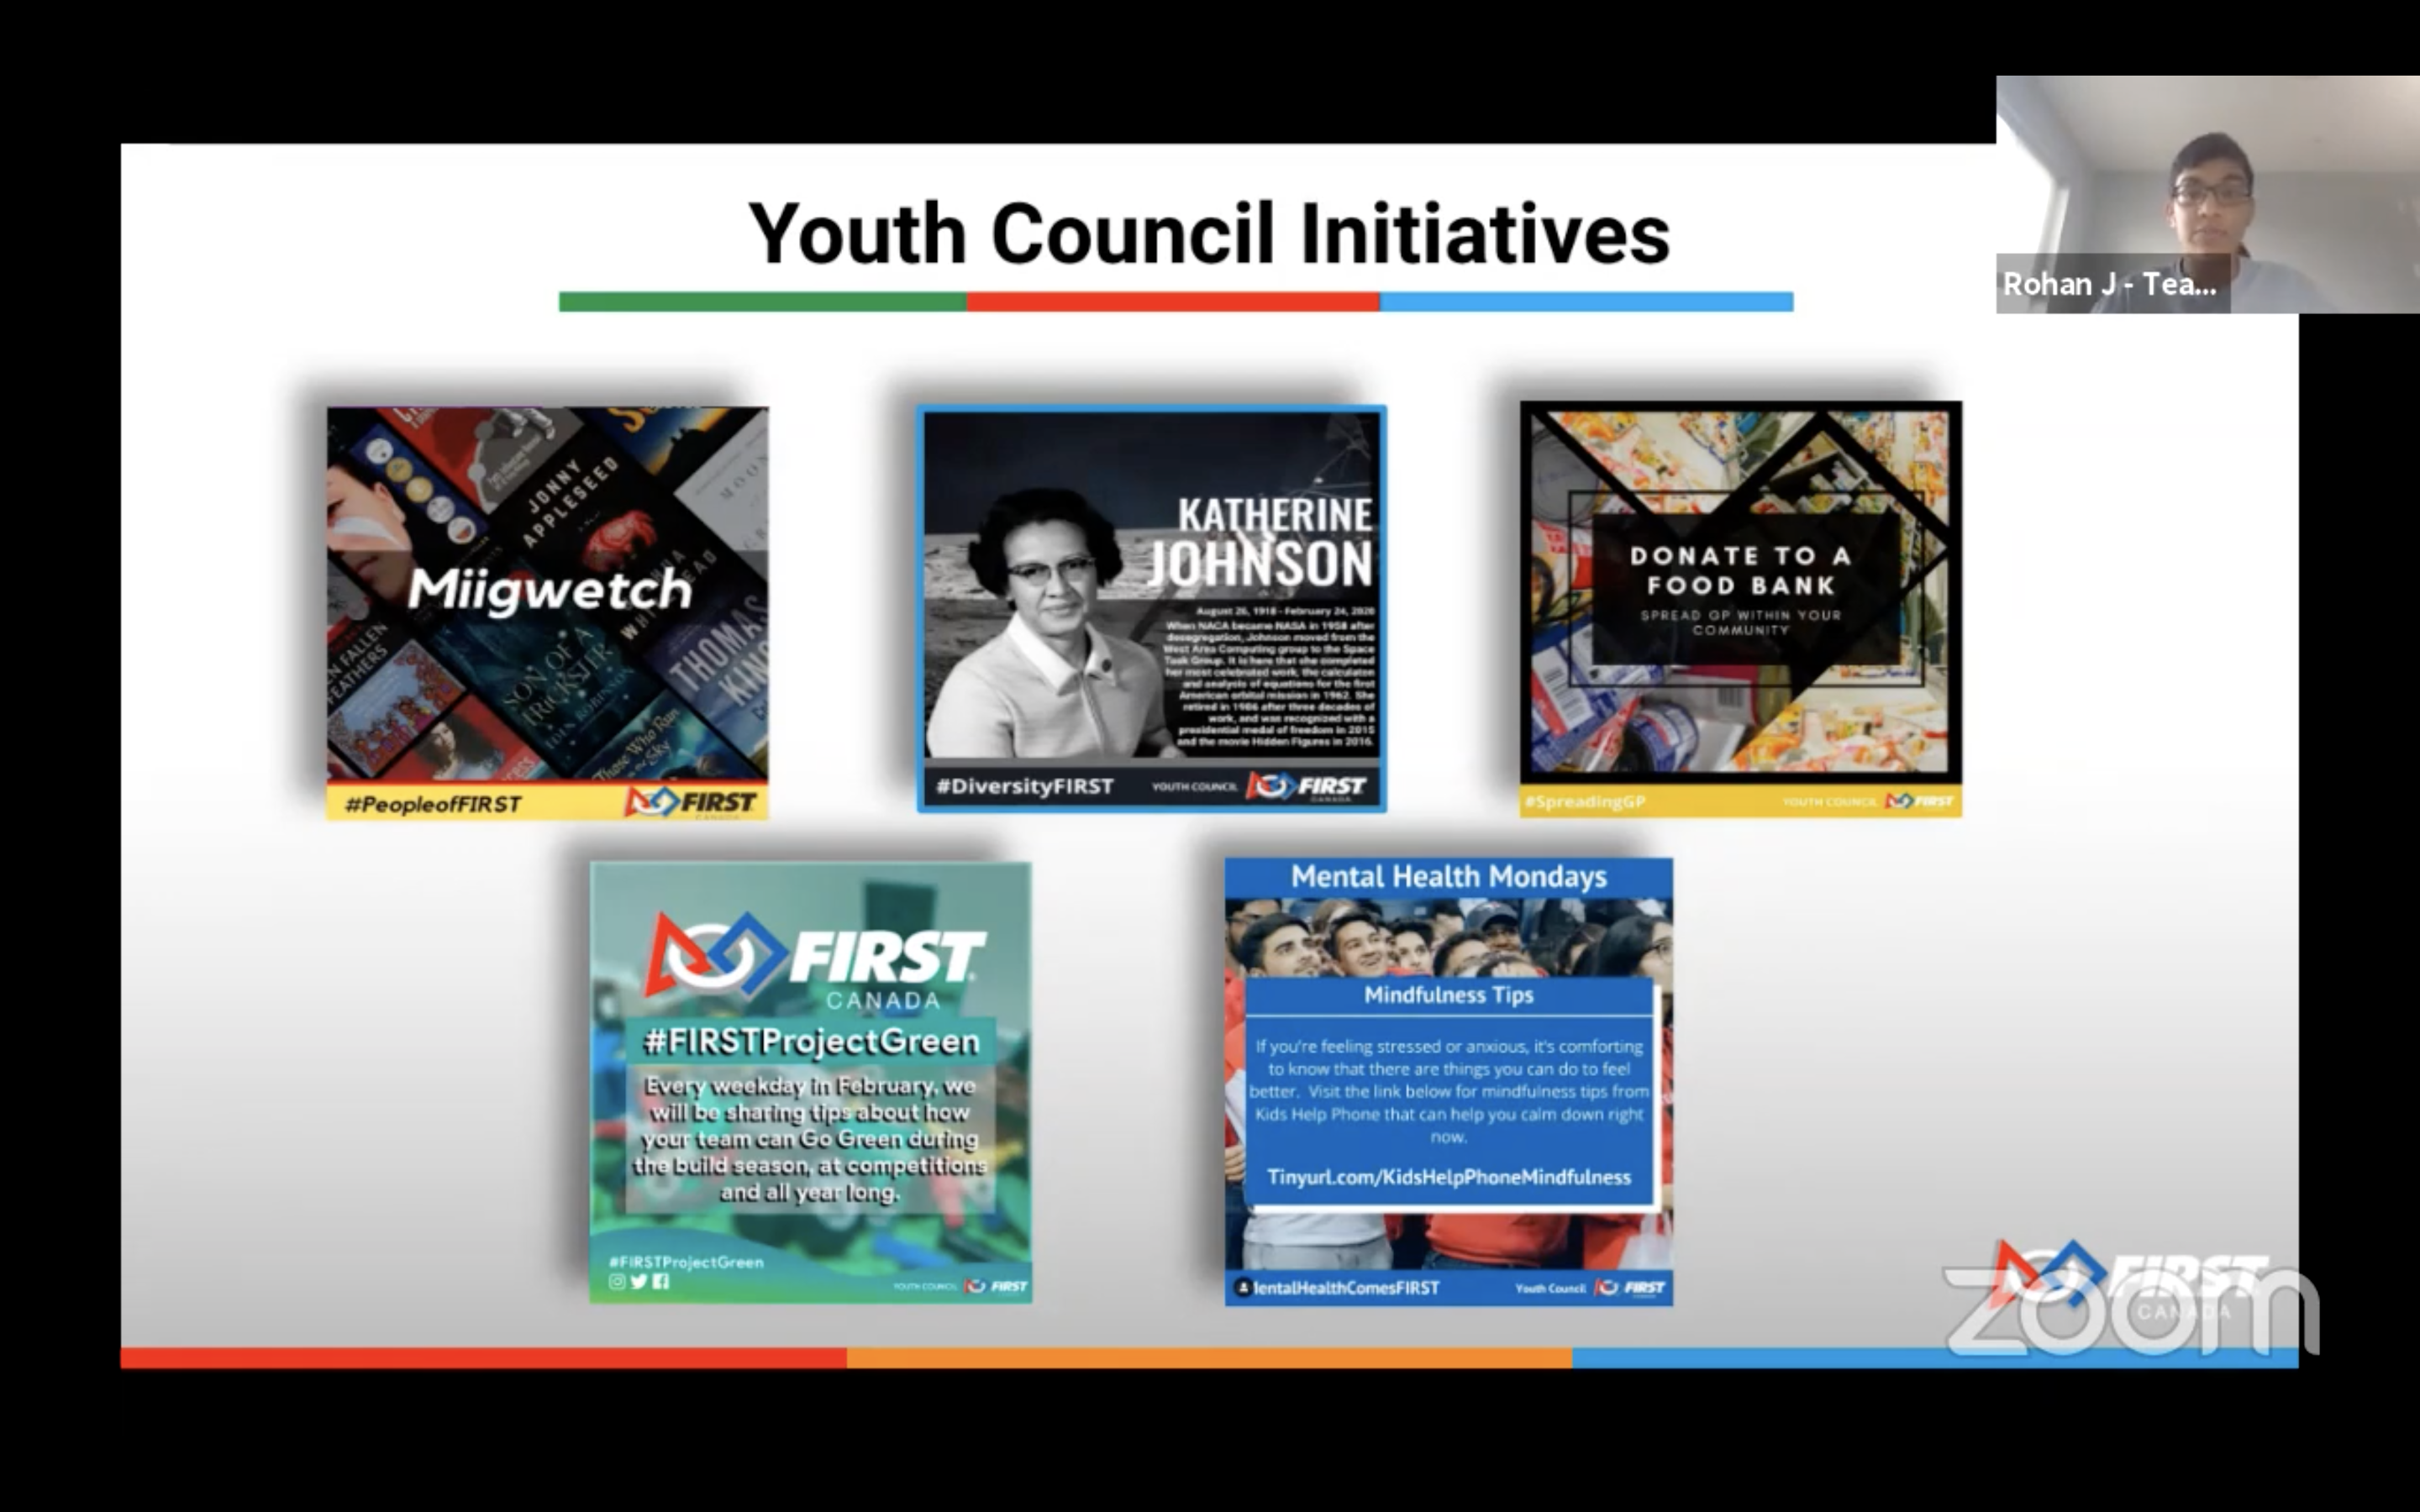 Youth Council Initiatives
Rohan J - Tea...
JONNY
APPLESEED
Miigwetch
FALLEN
FEATHERS
SON OF A
TRICKSTER
EDEN ROBINSON
THOMAS
KING
Those Who Run
the Sky
#PeopleofFIRST
FIRST
CANADA
KATHERINE
JOHNSON
August 26, 1918 - February 24, 2020
When NACA became NASA in 1958 after
desegregation, Johnson moved from the
West Area Computing group to the Space
Task Group. It is here that she completed
her most celebrated work, the calculaton
and analysis of equations for the first
American orbital mission in 1962. She
retired in 1986 after three decades of
work, and was recognized with a
presidential medal of freedom in 2015
and the movie Hidden Figures in 2016.
#DiversityFIRST
YOUTH COUNCIL
FIRST
CANADA
DONATE TO A
FOOD BANK
SPREAD GP WITHIN YOUR
COMMUNITY
#SpreadingGP
YOUTH COUNCIL
FIRST
FIRST
CANADA
#FIRSTProjectGreen
Every weekday in February, we
will be sharing tips about how
your team can Go Green during
the build season, at competitions
and all year long.
#FIRSTProjectGreen
YOUTH COUNCIL
FIRST
Mental Health Mondays
Mindfulness Tips
If you're feeling stressed or anxious, it's comforting
to know that there are things you can do to feel
better. Visit the link below for mindfulness tips from
Kids Help Phone that can help you calm down right
now.
Tinyurl.com/KidsHelpPhoneMindfulness
lentalHealthComesFIRST
Youth Council
FIRST
FIRST
CANADA
zoom